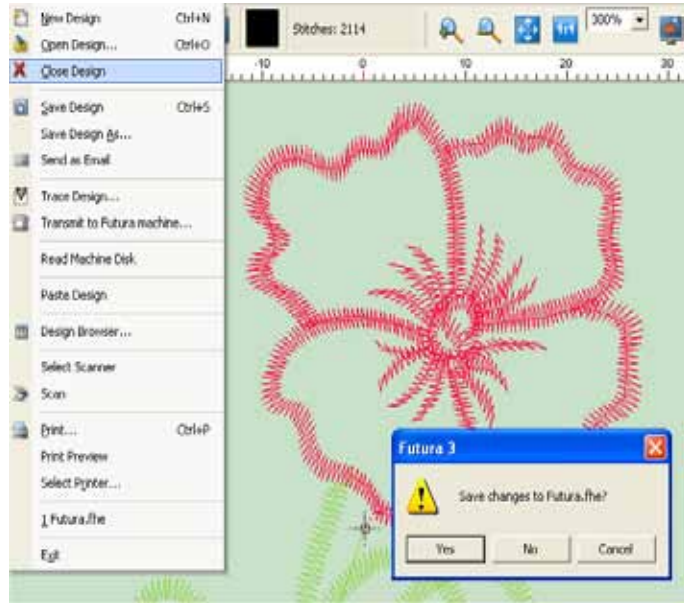 New Design Ctrl+N
Open Design... Ctrl+O
Close Design
Save Design Ctrl+S
Save Design As...
Send as Email
Trace Design...
Transmit to Futura machine...
Read Machine Disk
Paste Design
Design Browser...
Select Scanner
Scan
Print... Ctrl+P
Print Preview
Select Printer...
1 Futura.fhe
Exit
Stitches: 2114
1:1
300%
-10 0 10 20 30
Futura 3
Save changes to Futura.fhe?
Yes No Cancel